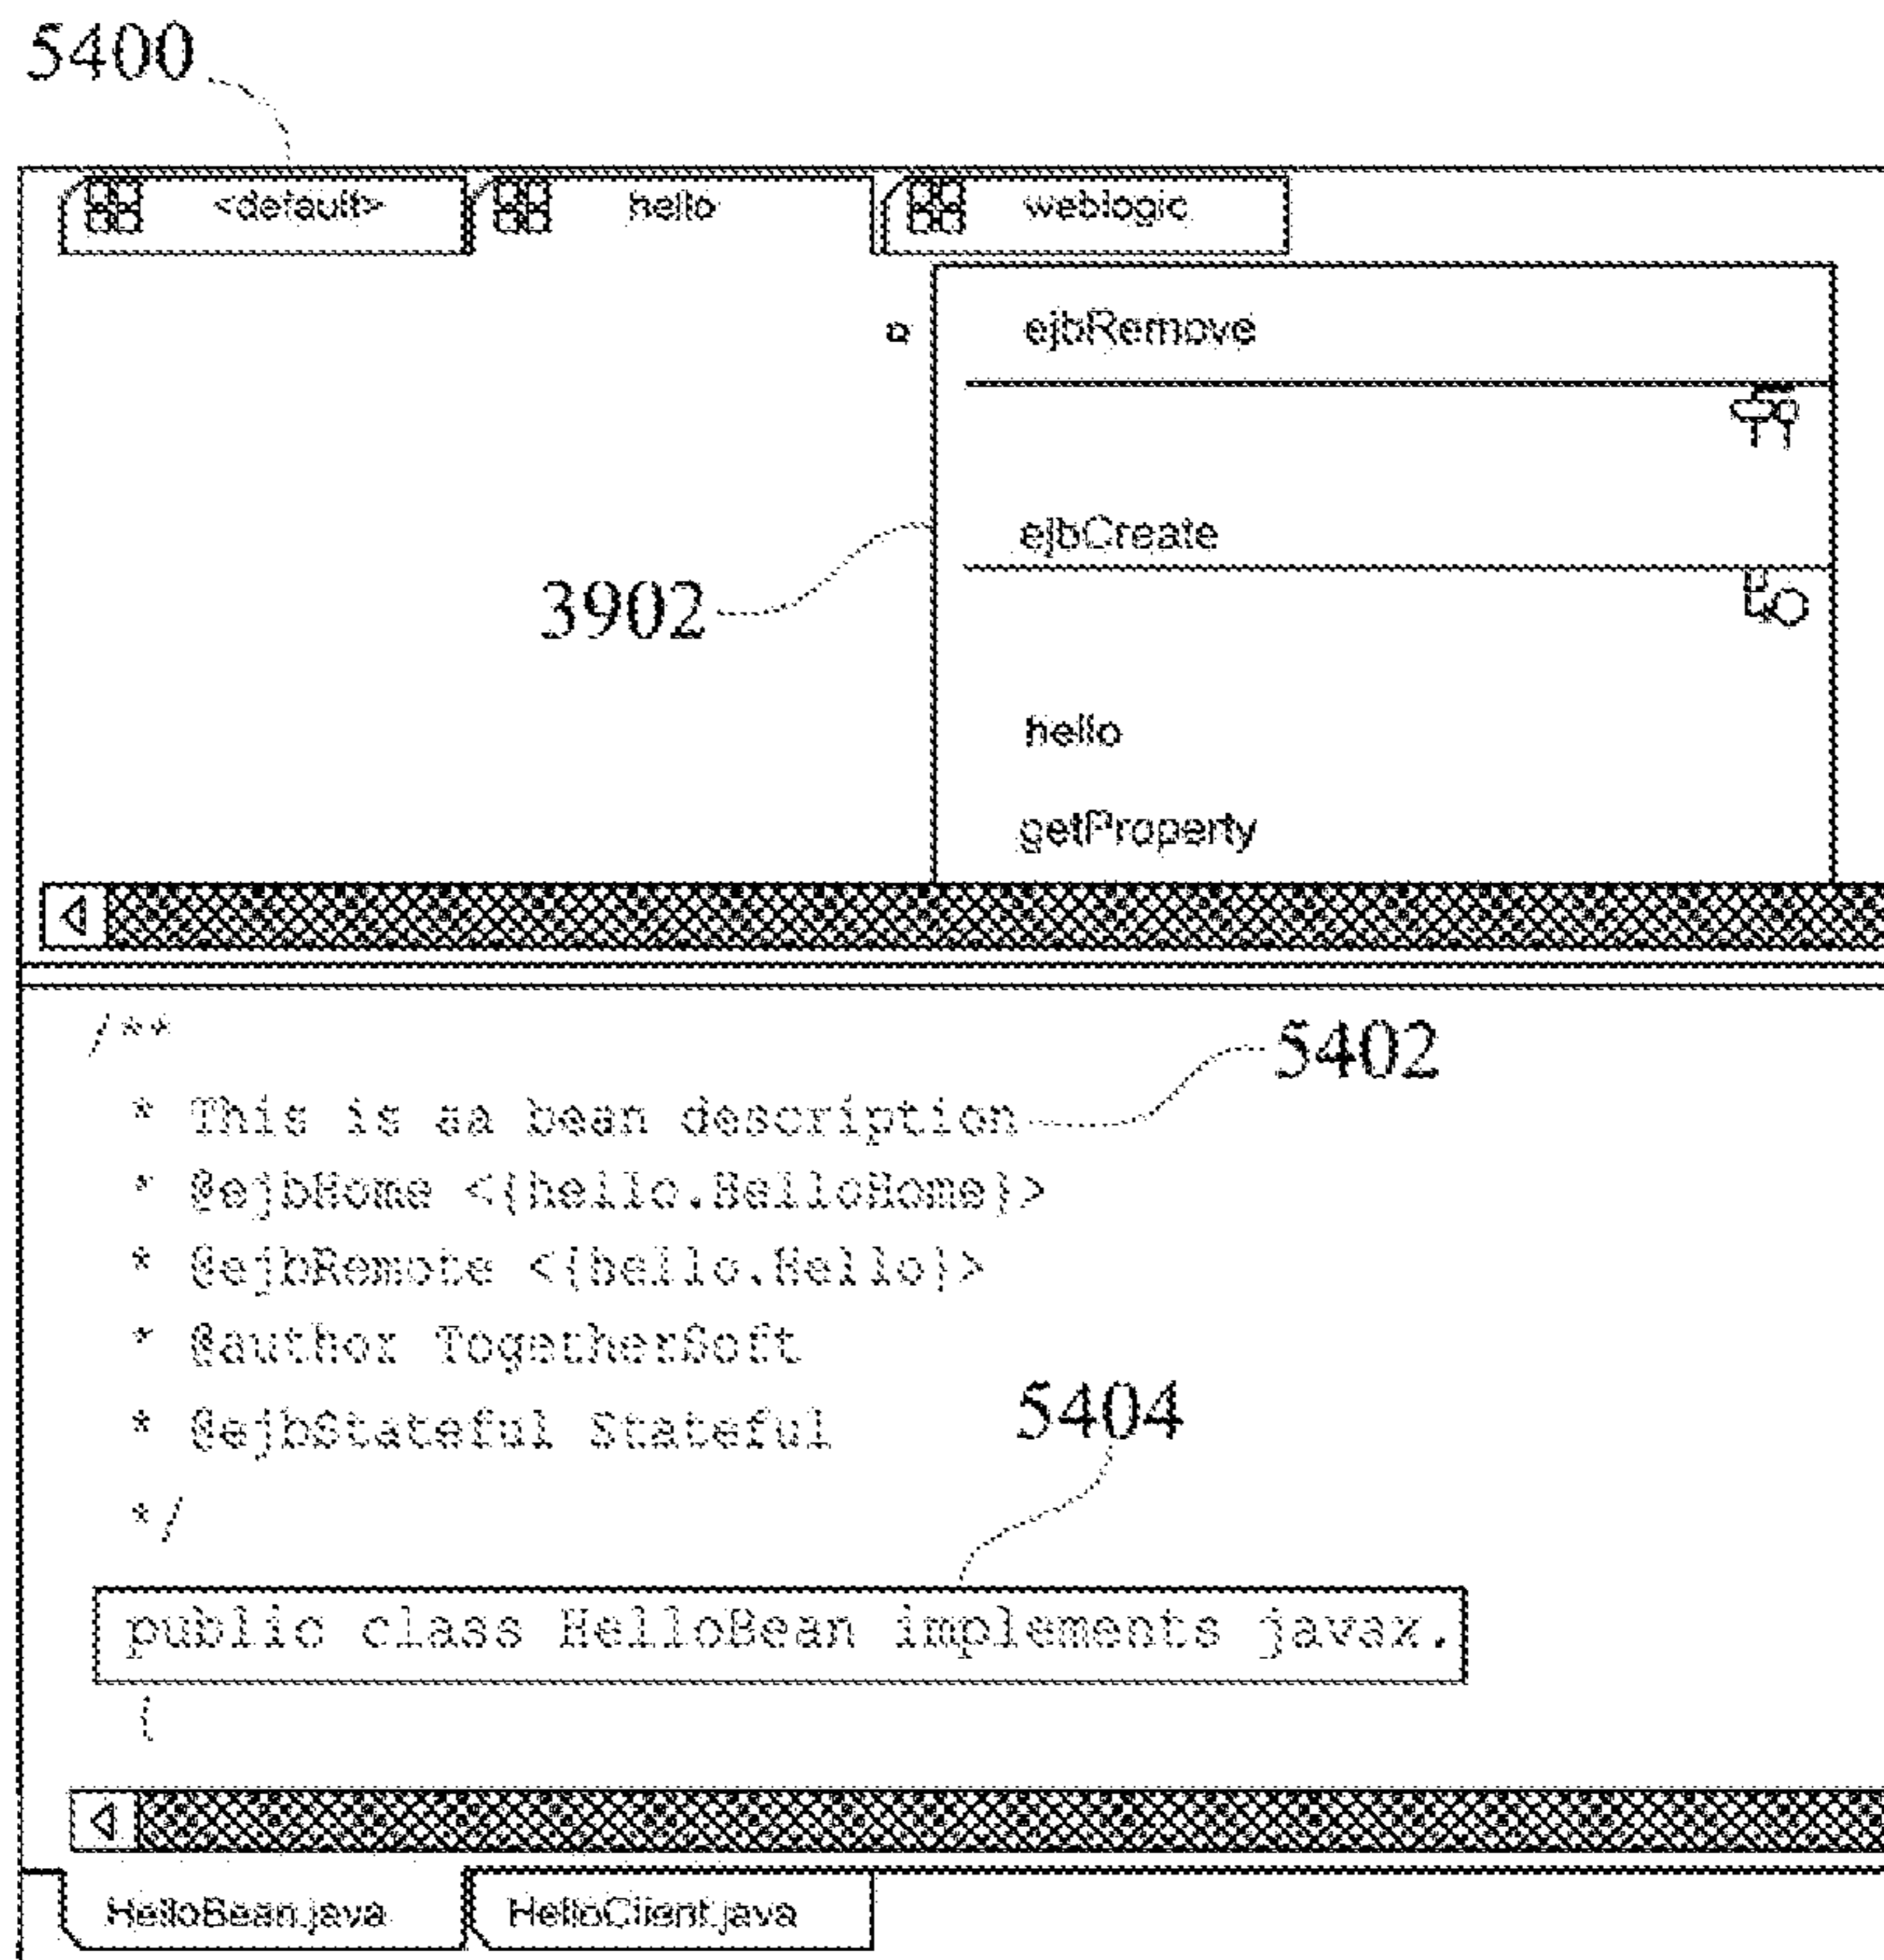 5400
<default> hello weblogic
ejbRemove
ejbCreate
3902
hello
getProperty
/**
5402
* This is aa bean description
* @ejbHome <{hello.HelloHome}>
* @ejbRemote <{hello.Hello}>
* @author TogetherSoft
* @ejbStateful Stateful
5404
*/
public class HelloBean implements javax.
{
HelloBean.java HelloClient.java